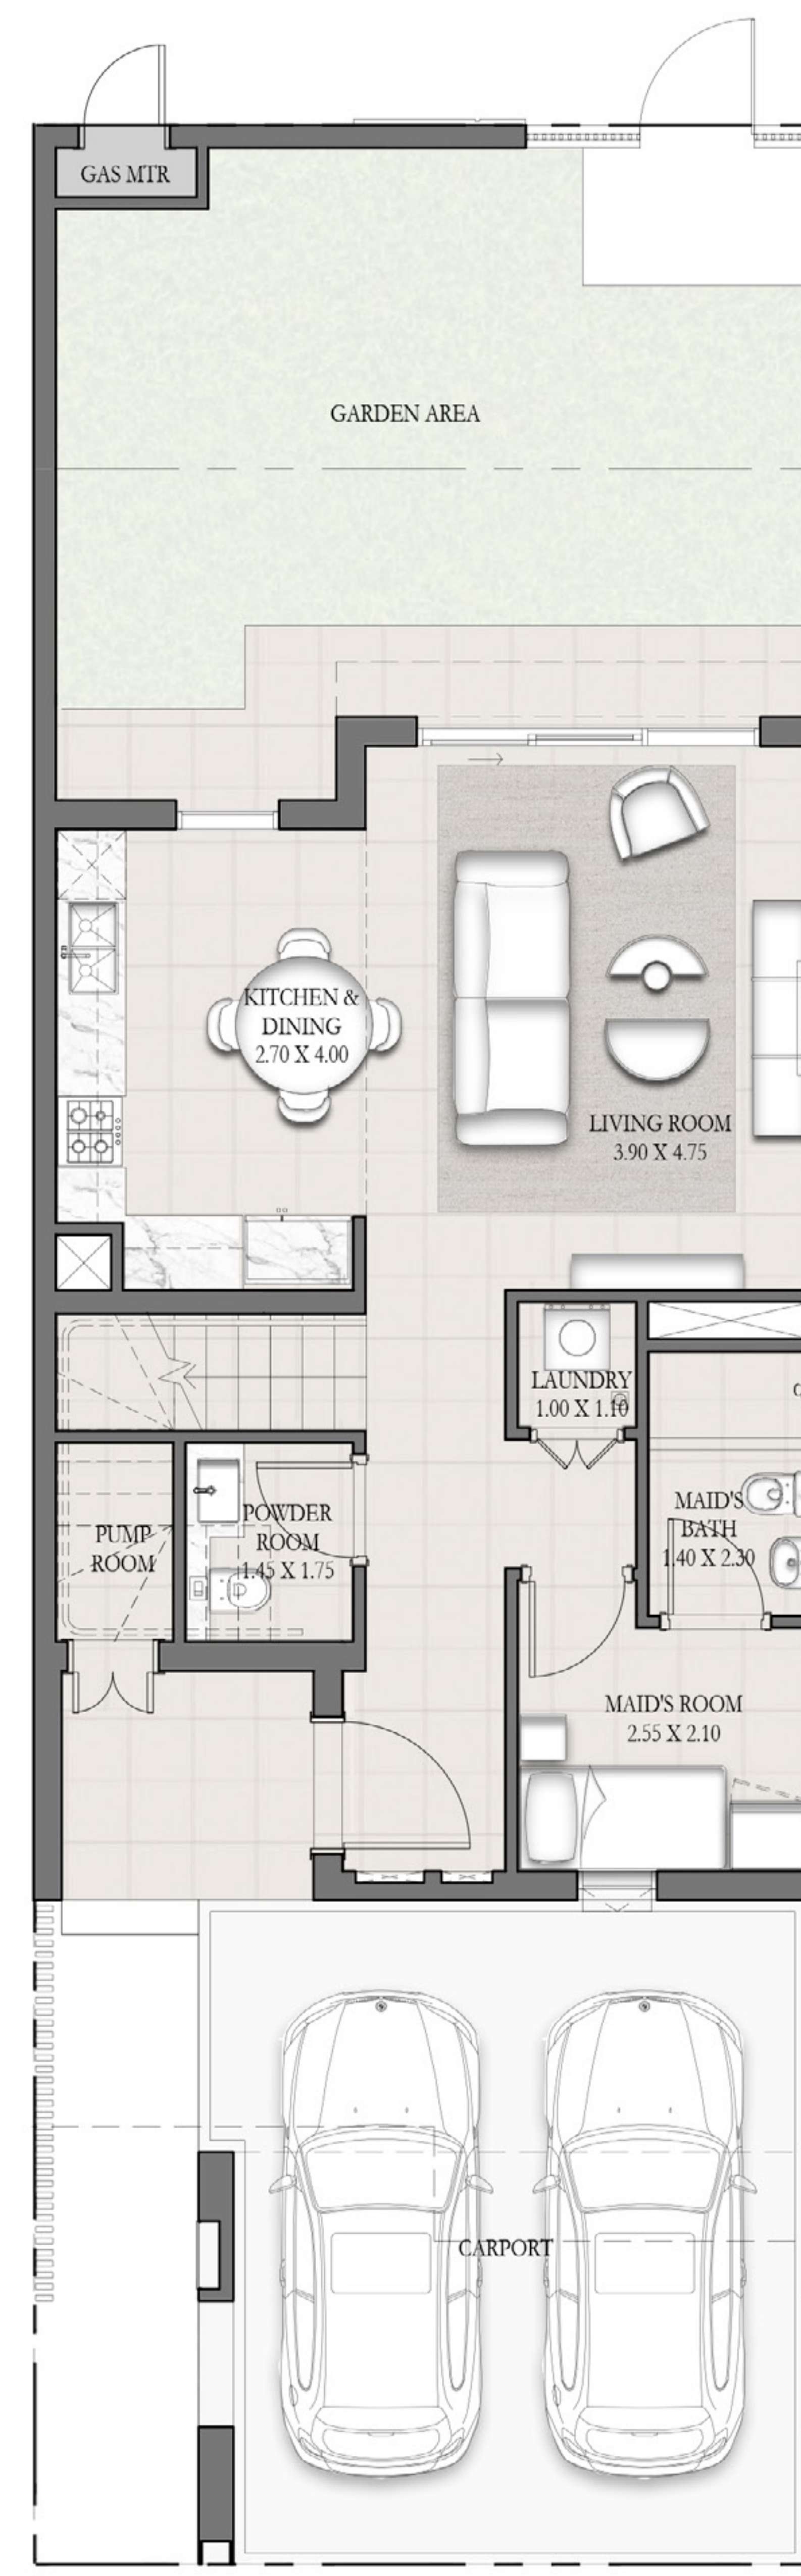 GAS MTR
GARDEN AREA
KITCHEN &
DINING
2.70 X 4.00
LIVING ROOM
3.90 X 4.75
LAUNDRY
1.00 X 1.10
POWDER
ROOM
1.45 X 1.75
PUMP
ROOM
MAID'S
BATH
1.40 X 2.30
MAID'S ROOM
2.55 X 2.10
CARPORT